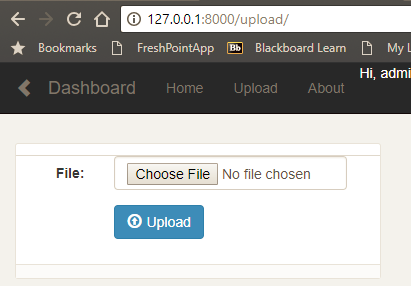 127.0.0.1:8000/upload/
Bookmarks FreshPointApp Bb Blackboard Learn My L
Hi, admi
Dashboard Home Upload About
File: Choose File No file chosen
Upload